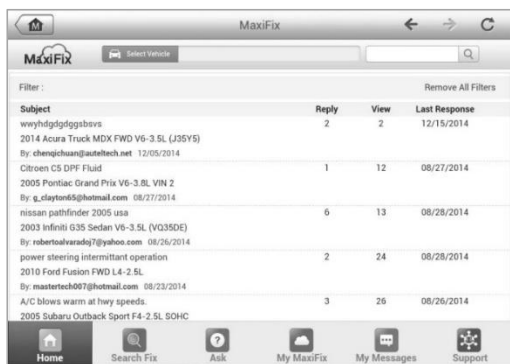 M
MaxiFix
MaxiFix
Select Vehicle
Filter :
Remove All Filters
Subject Reply View Last Response
wwyhdgdgdggsbsvs 2 2 12/15/2014
2014 Acura Truck MDX FWD V6-3.5L (J35Y5)
By: chenqichuan@auteltech.net 12/05/2014
Citroen C5 DPF Fluid 1 12 08/27/2014
2005 Pontiac Grand Prix V6-3.8L VIN 2
By: g_clayton65@hotmail.com 08/27/2014
nissan pathfinder 2005 usa 6 13 08/28/2014
2003 Infiniti G35 Sedan V6-3.5L (VQ35DE)
By: robertoalvaradoj7@yahoo.com 08/26/2014
power steering intermittant operation 2 24 08/28/2014
2010 Ford Fusion FWD L4-2.5L
By: mastertech007@hotmail.com 08/23/2014
A/C blows warm at hwy speeds. 3 26 08/26/2014
2005 Subaru Outback Sport F4-2.5L SOHC
Home Search Fix Ask My MaxiFix My Messages Support